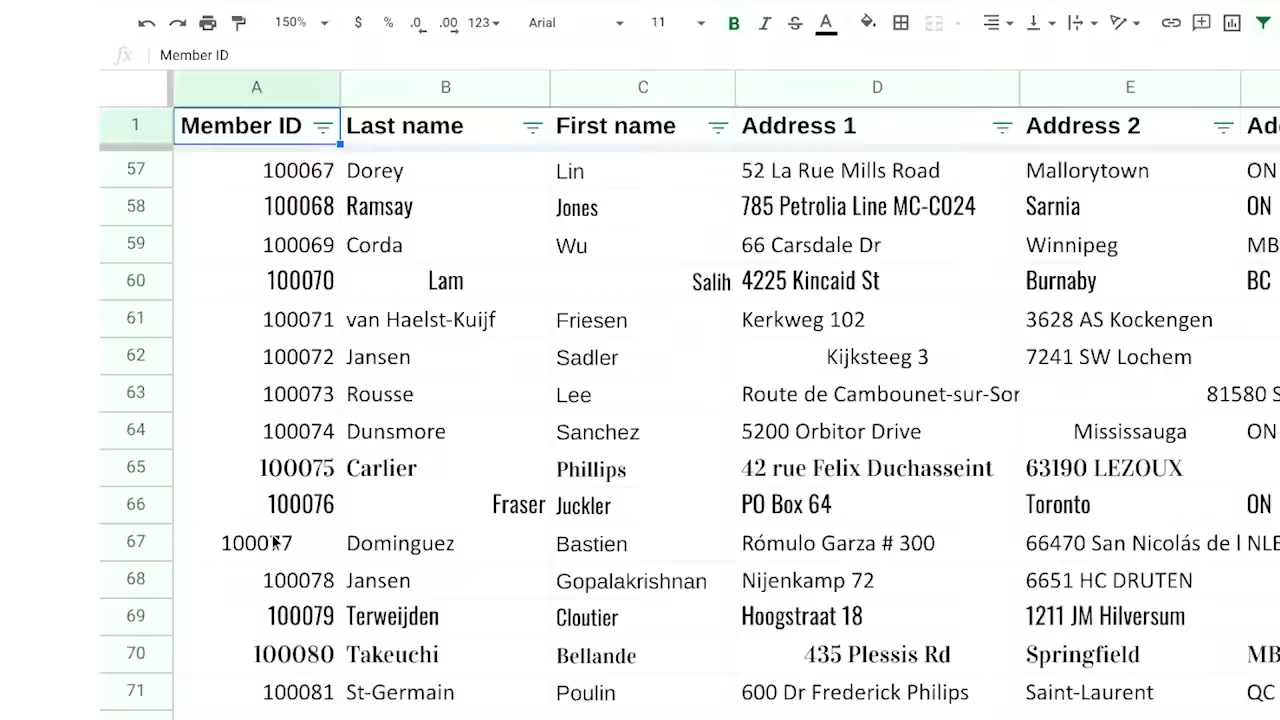 150% $ % .0 .00 123 Arial 11 B I S A
fx Member ID
A B C D E
1 Member ID Last name First name Address 1 Address 2 Ad
57 100067 Dorey Lin 52 La Rue Mills Road Mallorytown ON
58 100068 Ramsay Jones 785 Petrolia Line MC-C024 Sarnia ON
59 100069 Corda Wu 66 Carsdale Dr Winnipeg MB
60 100070 Lam Salih 4225 Kincaid St Burnaby BC
61 100071 van Haelst-Kuijf Friesen Kerkweg 102 3628 AS Kockengen
62 100072 Jansen Sadler Kijksteeg 3 7241 SW Lochem
63 100073 Rousse Lee Route de Cambounet-sur-Sor 81580 S
64 100074 Dunsmore Sanchez 5200 Orbitor Drive Mississauga ON
65 100075 Carlier Phillips 42 rue Felix Duchasseint 63190 LEZOUX
66 100076 Fraser Juckler PO Box 64 Toronto ON
67 100077 Dominguez Bastien Rómulo Garza # 300 66470 San Nicolás de l NLE
68 100078 Jansen Gopalakrishnan Nijenkamp 72 6651 HC DRUTEN
69 100079 Terweijden Cloutier Hoogstraat 18 1211 JM Hilversum
70 100080 Takeuchi Bellande 435 Plessis Rd Springfield MB
71 100081 St-Germain Poulin 600 Dr Frederick Philips Saint-Laurent QC